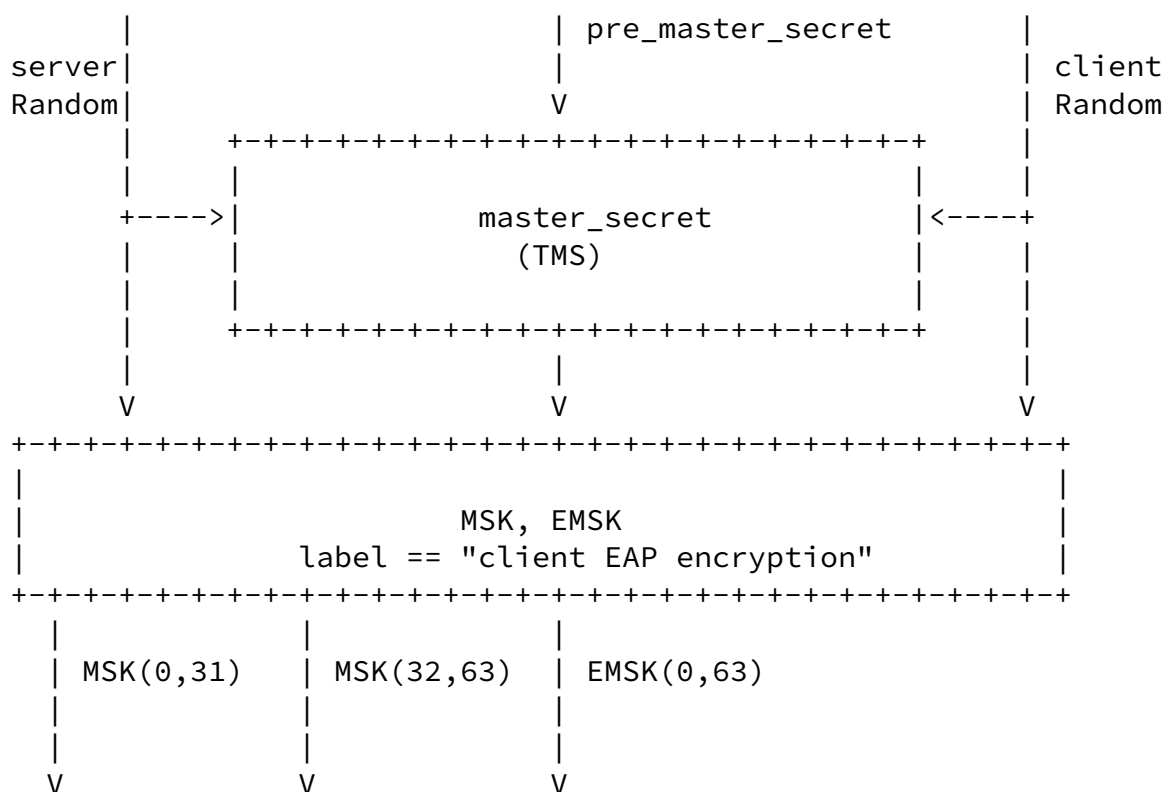 pre_master_secret
server client
Random Random
master_secret
(TMS)
MSK, EMSK
label == "client EAP encryption"
MSK(0,31) MSK(32,63) EMSK(0,63)